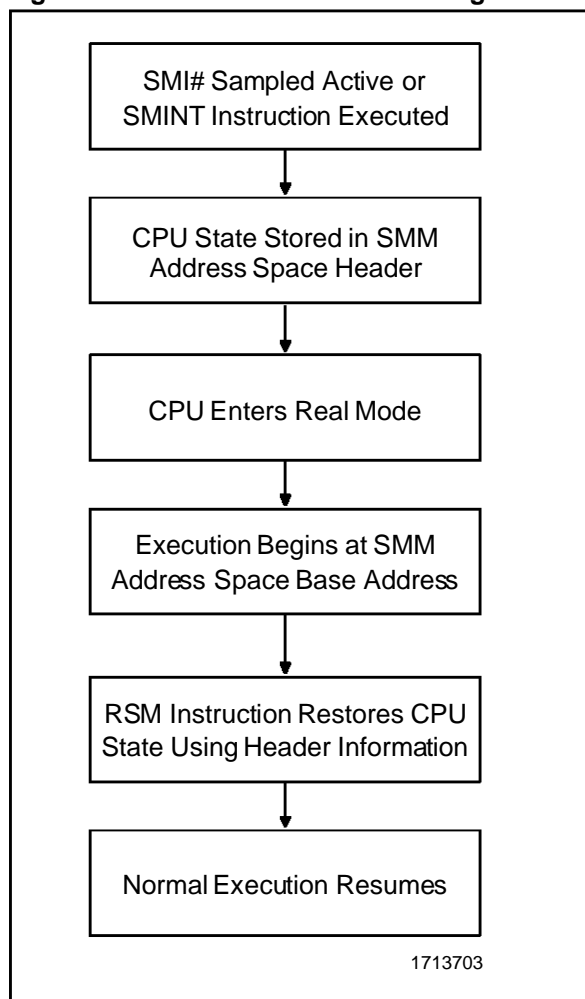 SMI# Sampled Active or
SMINT Instruction Executed
CPU State Stored in SMM
Address Space Header
CPU Enters Real Mode
Execution Begins at SMM
Address Space Base Address
RSM Instruction Restores CPU
State Using Header Information
Normal Execution Resumes
1713703